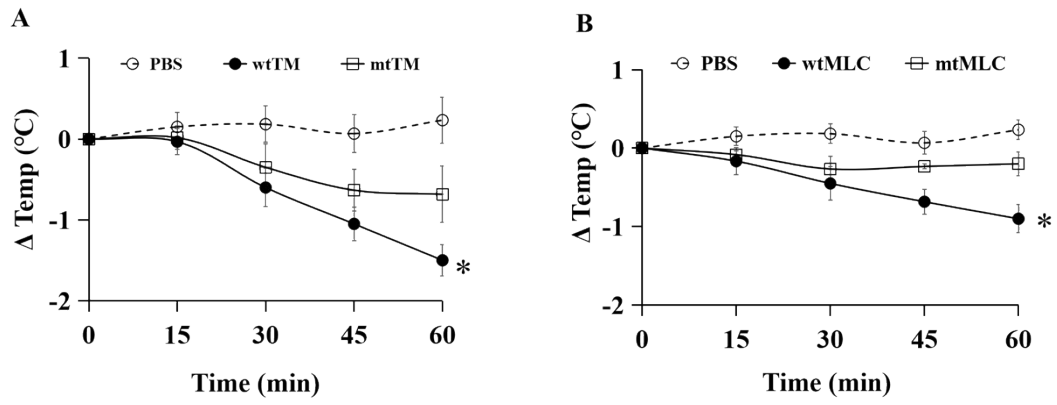 A
PBS wtTM mtTM
1
0
-1
-2
Δ Temp (℃)
*
0 15 30 45 60
Time (min)
B
PBS wtMLC mtMLC
1
0
-1
-2
Δ Temp (℃)
*
0 15 30 45 60
Time (min)